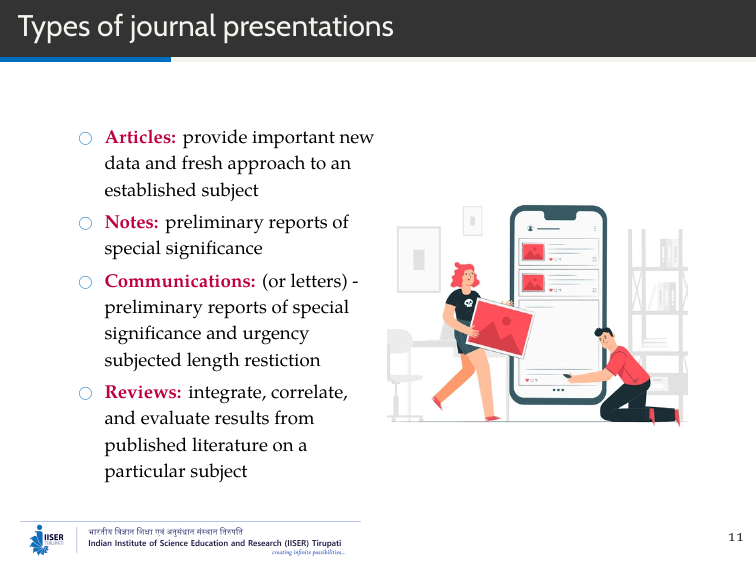 Types of journal presentations
Articles: provide important new
data and fresh approach to an
established subject
Notes: preliminary reports of
special significance
Communications: (or letters) -
preliminary reports of special
significance and urgency
subjected length restiction
Reviews: integrate, correlate,
and evaluate results from
published literature on a
particular subject
IISER
TIRUPATI
भारतीय विज्ञान शिक्षा एवं अनुसंधान संस्थान तिरुपति
Indian Institute of Science Education and Research (IISER) Tirupati
creating infinite possibilities...
11